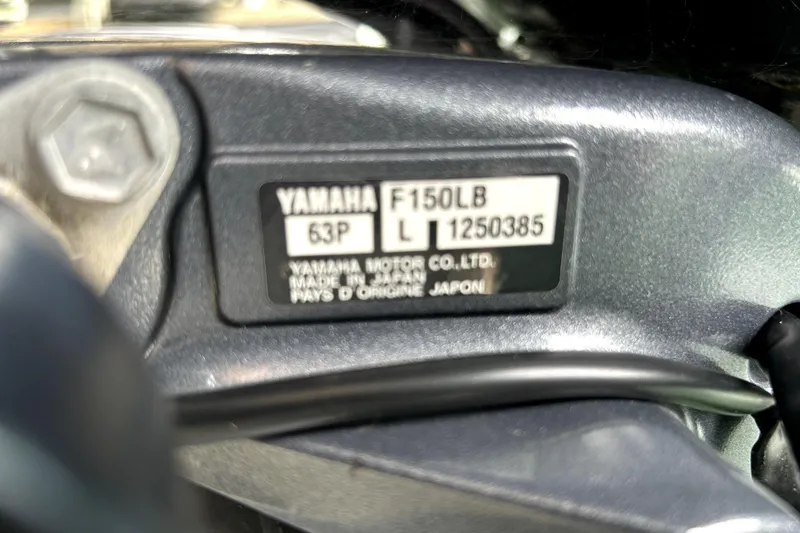 YAMAHA F150LB
63P L 1250385
YAMAHA MOTOR CO.,LTD.
MADE IN JAPAN
PAYS D'ORIGINE JAPON